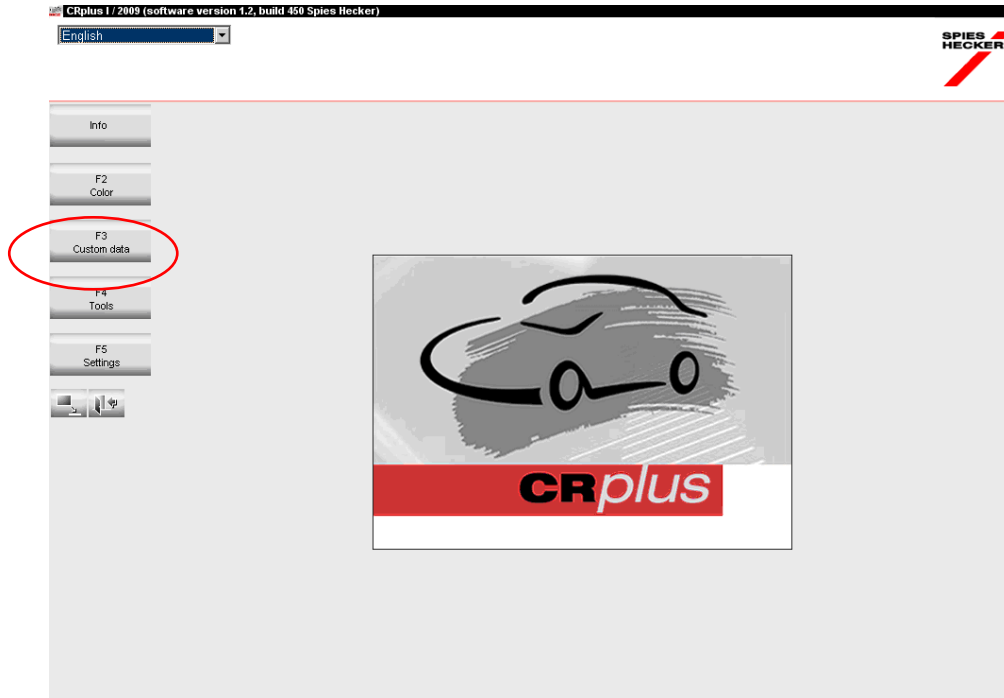 CRplus I / 2009 (software version 1.2, build 450 Spies Hecker)
English
SPIES
HECKER
Info
F2
Color
F3
Custom data
F4
Tools
F5
Settings
CRplus